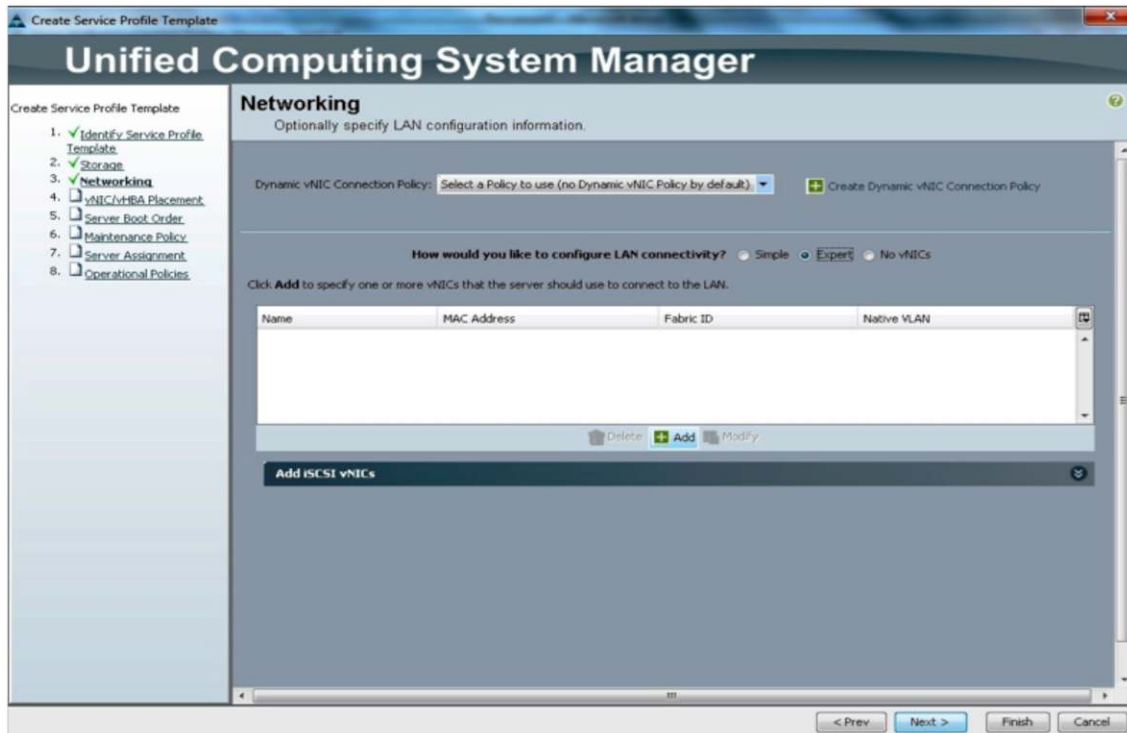 Create Service Profile Template
Unified Computing System Manager
Create Service Profile Template
1. Identify Service Profile
Template
2. Storage
3. Networking
4. vNIC/vHBA Placement
5. Server Boot Order
6. Maintenance Policy
7. Server Assignment
8. Operational Policies
Networking
Optionally specify LAN configuration information.
Dynamic vNIC Connection Policy: Select a Policy to use (no Dynamic vNIC Policy by default) Create Dynamic vNIC Connection Policy
How would you like to configure LAN connectivity? Simple Expert No vNICs
Click Add to specify one or more vNICs that the server should use to connect to the LAN.
Name MAC Address Fabric ID Native VLAN
Delete Add Modify
Add iSCSI vNICs
< Prev Next > Finish Cancel